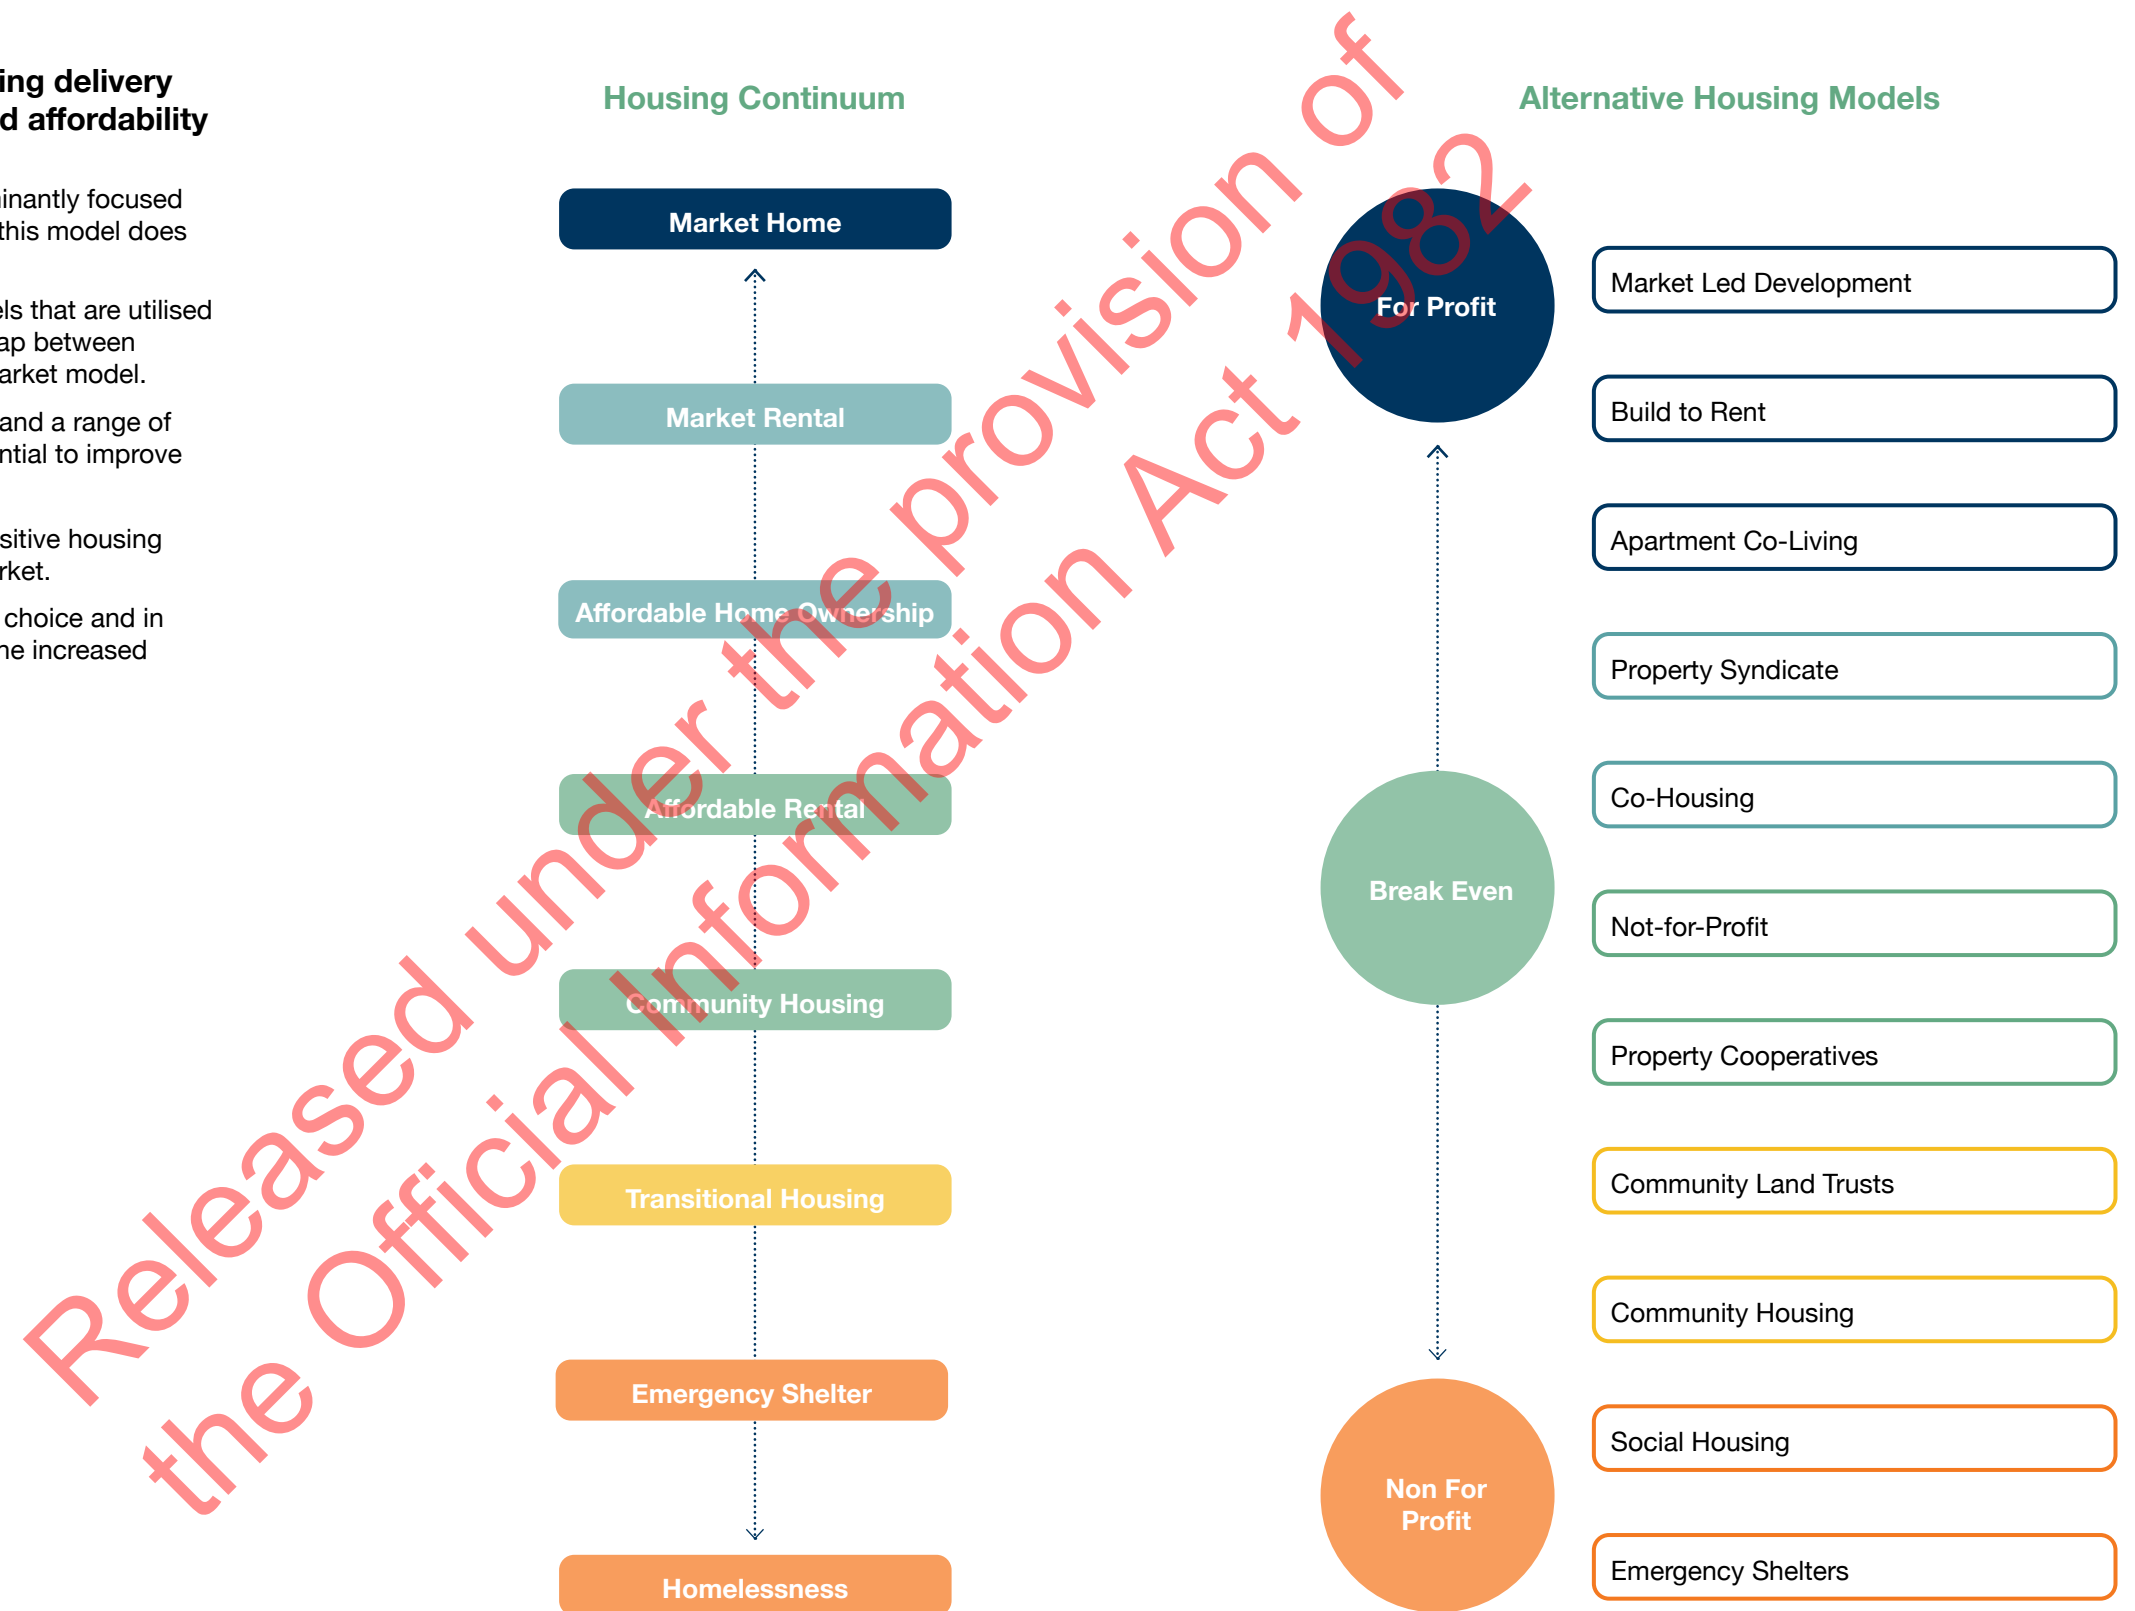 ing delivery
d affordability
inantly focused
this model does
els that are utilised
ap between
arket model.
and a range of
ntial to improve
sitive housing
rket.
choice and in
ne increased
Housing Continuum
Market Home
Market Rental
Affordable Home Ownership
Affordable Rental
Community Housing
Transitional Housing
Emergency Shelter
Homelessness
Alternative Housing Models
For Profit
Break Even
Non For
Profit
Market Led Development
Build to Rent
Apartment Co-Living
Property Syndicate
Co-Housing
Not-for-Profit
Property Cooperatives
Community Land Trusts
Community Housing
Social Housing
Emergency Shelters
Released under the provision of
the Official Information Act 1982